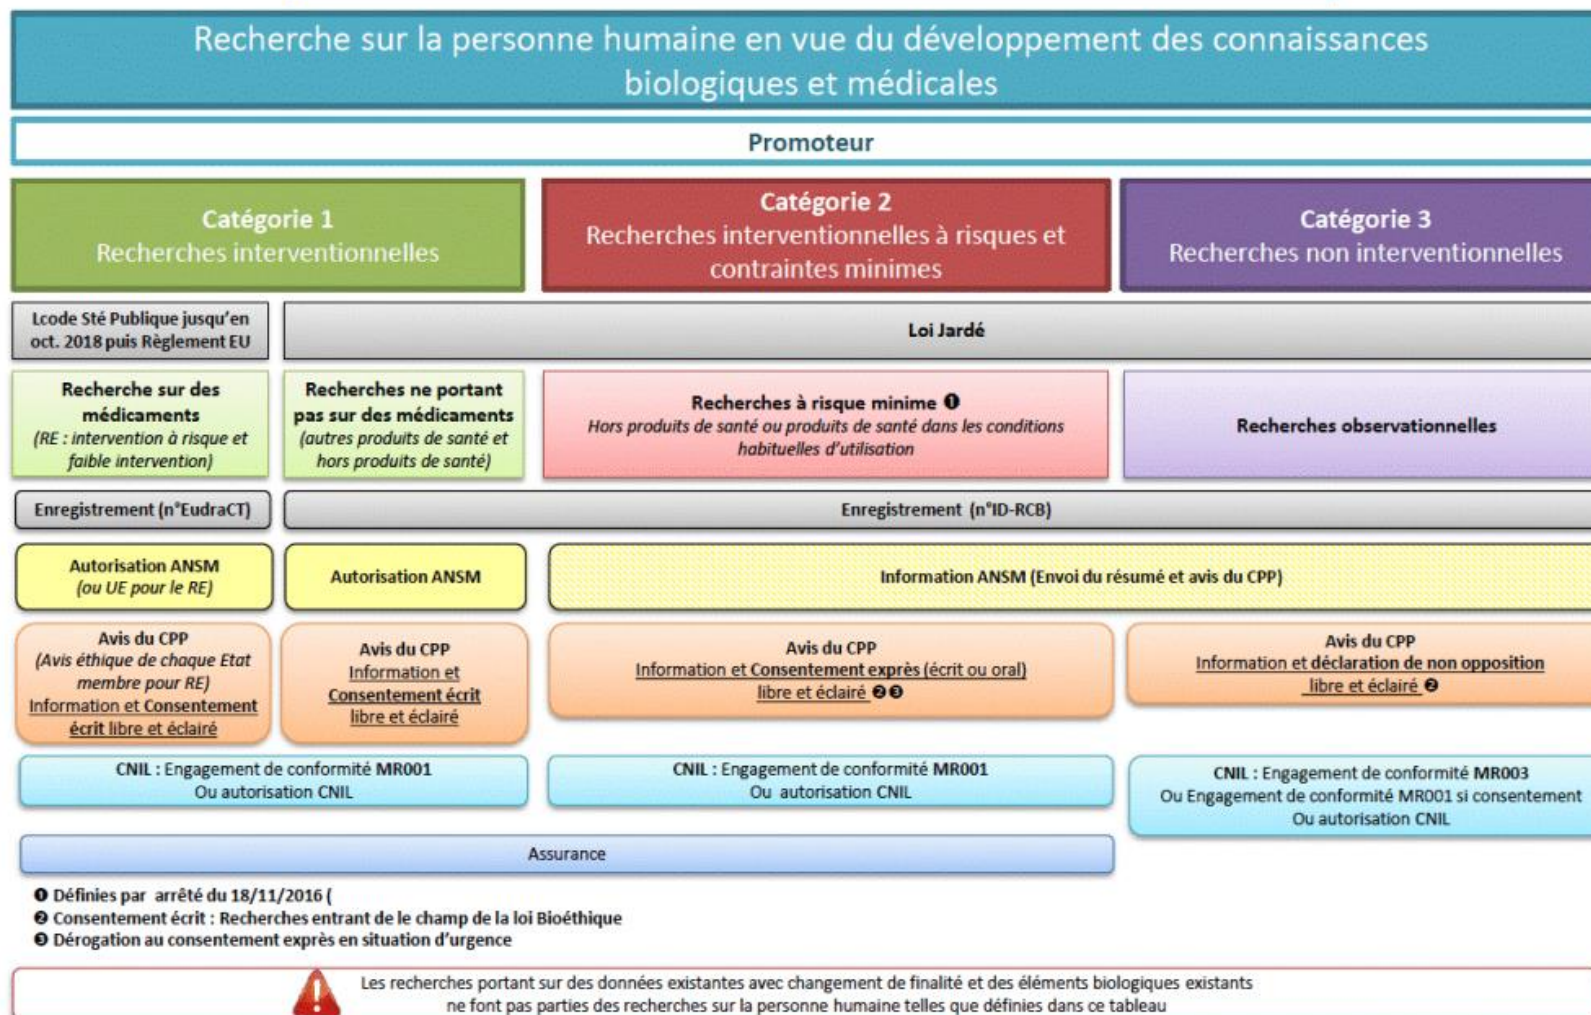 Recherche sur la personne humaine en vue du développement des connaissances
biologiques et médicales
Promoteur
Catégorie 1
Recherches interventionnelles
Catégorie 2
Recherches interventionnelles à risques et
contraintes minimes
Catégorie 3
Recherches non interventionnelles
Lcode Sté Publique jusqu'en
oct. 2018 puis Règlement EU
Loi Jardé
Recherche sur des
médicaments
(RE : intervention à risque et
faible intervention)
Recherches ne portant
pas sur des médicaments
(autres produits de santé et
hors produits de santé)
Recherches à risque minime ❶
Hors produits de santé ou produits de santé dans les conditions
habituelles d'utilisation
Recherches observationnelles
Enregistrement (n°EudraCT)
Enregistrement (n°ID-RCB)
Autorisation ANSM
(ou UE pour le RE)
Autorisation ANSM
Information ANSM (Envoi du résumé et avis du CPP)
Avis du CPP
(Avis éthique de chaque Etat
membre pour RE)
Information et Consentement
écrit libre et éclairé
Avis du CPP
Information et
Consentement écrit
libre et éclairé
Avis du CPP
Information et Consentement exprès (écrit ou oral)
libre et éclairé ❷❸
Avis du CPP
Information et déclaration de non opposition
libre et éclairé ❷
CNIL : Engagement de conformité MR001
Ou autorisation CNIL
CNIL : Engagement de conformité MR001
Ou autorisation CNIL
CNIL : Engagement de conformité MR003
Ou Engagement de conformité MR001 si consentement
Ou autorisation CNIL
Assurance
❶ Définies par arrêté du 18/11/2016 (
❷ Consentement écrit : Recherches entrant de le champ de la loi Bioéthique
❸ Dérogation au consentement exprès en situation d'urgence
Les recherches portant sur des données existantes avec changement de finalité et des éléments biologiques existants
ne font pas parties des recherches sur la personne humaine telles que définies dans ce tableau